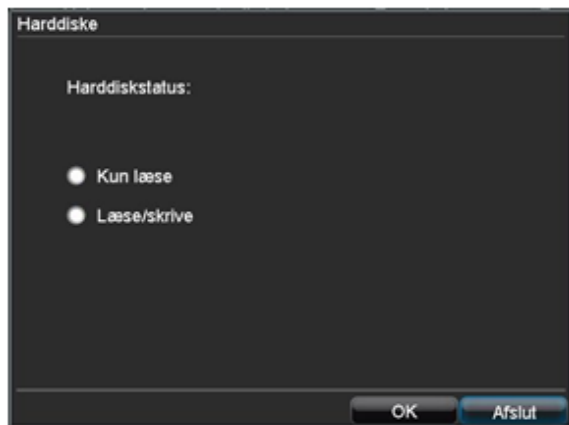 Harddiske
Harddiskstatus:
Kun læse
Læse/skrive
OK
Afslut